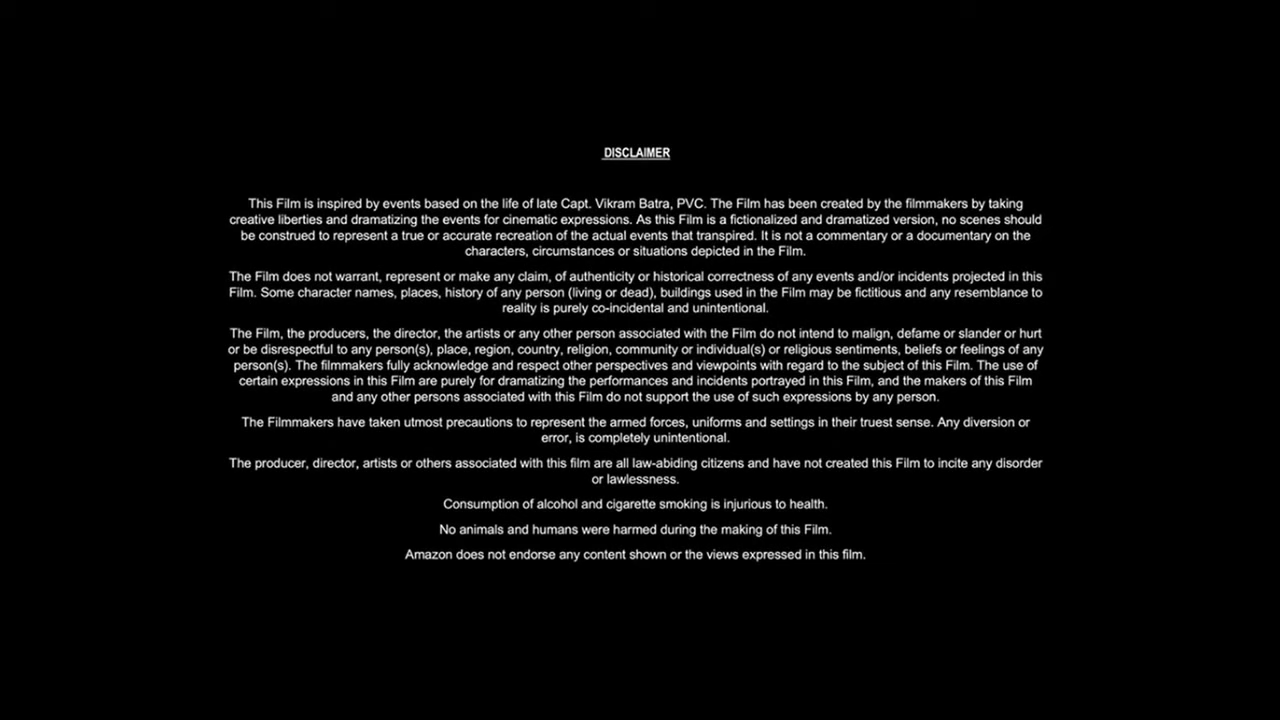 DISCLAIMER
This Film is inspired by events based on the life of late Capt. Vikram Batra, PVC. The Film has been created by the filmmakers by taking
creative liberties and dramatizing the events for cinematic expressions. As this Film is a fictionalized and dramatized version, no scenes should
be construed to represent a true or accurate recreation of the actual events that transpired. It is not a commentary or a documentary on the
characters, circumstances or situations depicted in the Film.
The Film does not warrant, represent or make any claim, of authenticity or historical correctness of any events and/or incidents projected in this
Film. Some character names, places, history of any person (living or dead), buildings used in the Film may be fictitious and any resemblance to
reality is purely co-incidental and unintentional.
The Film, the producers, the director, the artists or any other person associated with the Film do not intend to malign, defame or slander or hurt
or be disrespectful to any person(s), place, region, country, religion, community or individual(s) or religious sentiments, beliefs or feelings of any
person(s). The filmmakers fully acknowledge and respect other perspectives and viewpoints with regard to the subject of this Film. The use of
certain expressions in this Film are purely for dramatizing the performances and incidents portrayed in this Film, and the makers of this Film
and any other persons associated with this Film do not support the use of such expressions by any person.
The Filmmakers have taken utmost precautions to represent the armed forces, uniforms and settings in their truest sense. Any diversion or
error, is completely unintentional.
The producer, director, artists or others associated with this film are all law-abiding citizens and have not created this Film to incite any disorder
or lawlessness.
Consumption of alcohol and cigarette smoking is injurious to health.
No animals and humans were harmed during the making of this Film.
Amazon does not endorse any content shown or the views expressed in this film.